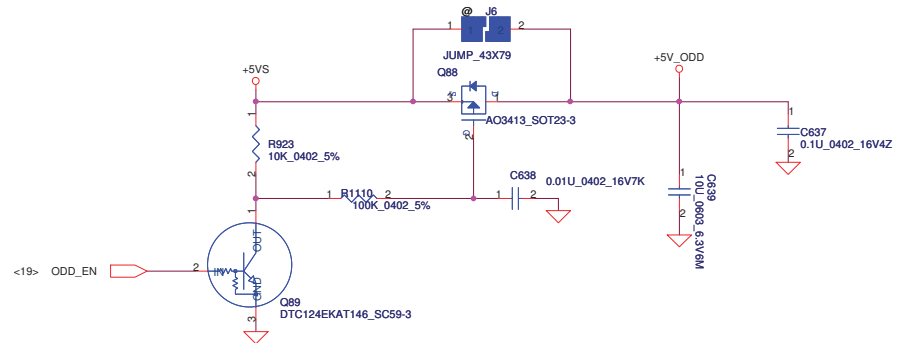 @
J6
1
1
2
2
JUMP_43X79
+5VS
Q88
+5V_ODD
3
S
D
1
AO3413_SOT23-3
G
2
1
R923
10K_0402_5%
2
1
C637
0.1U_0402_16V4Z
2
1
C639
10U_0603_6.3V6M
2
1
R1110
2
100K_0402_5%
C638
1
2
0.01U_0402_16V7K
1
OUT
<19>
ODD_EN
2
IN
GND
3
Q89
DTC124EKAT146_SC59-3